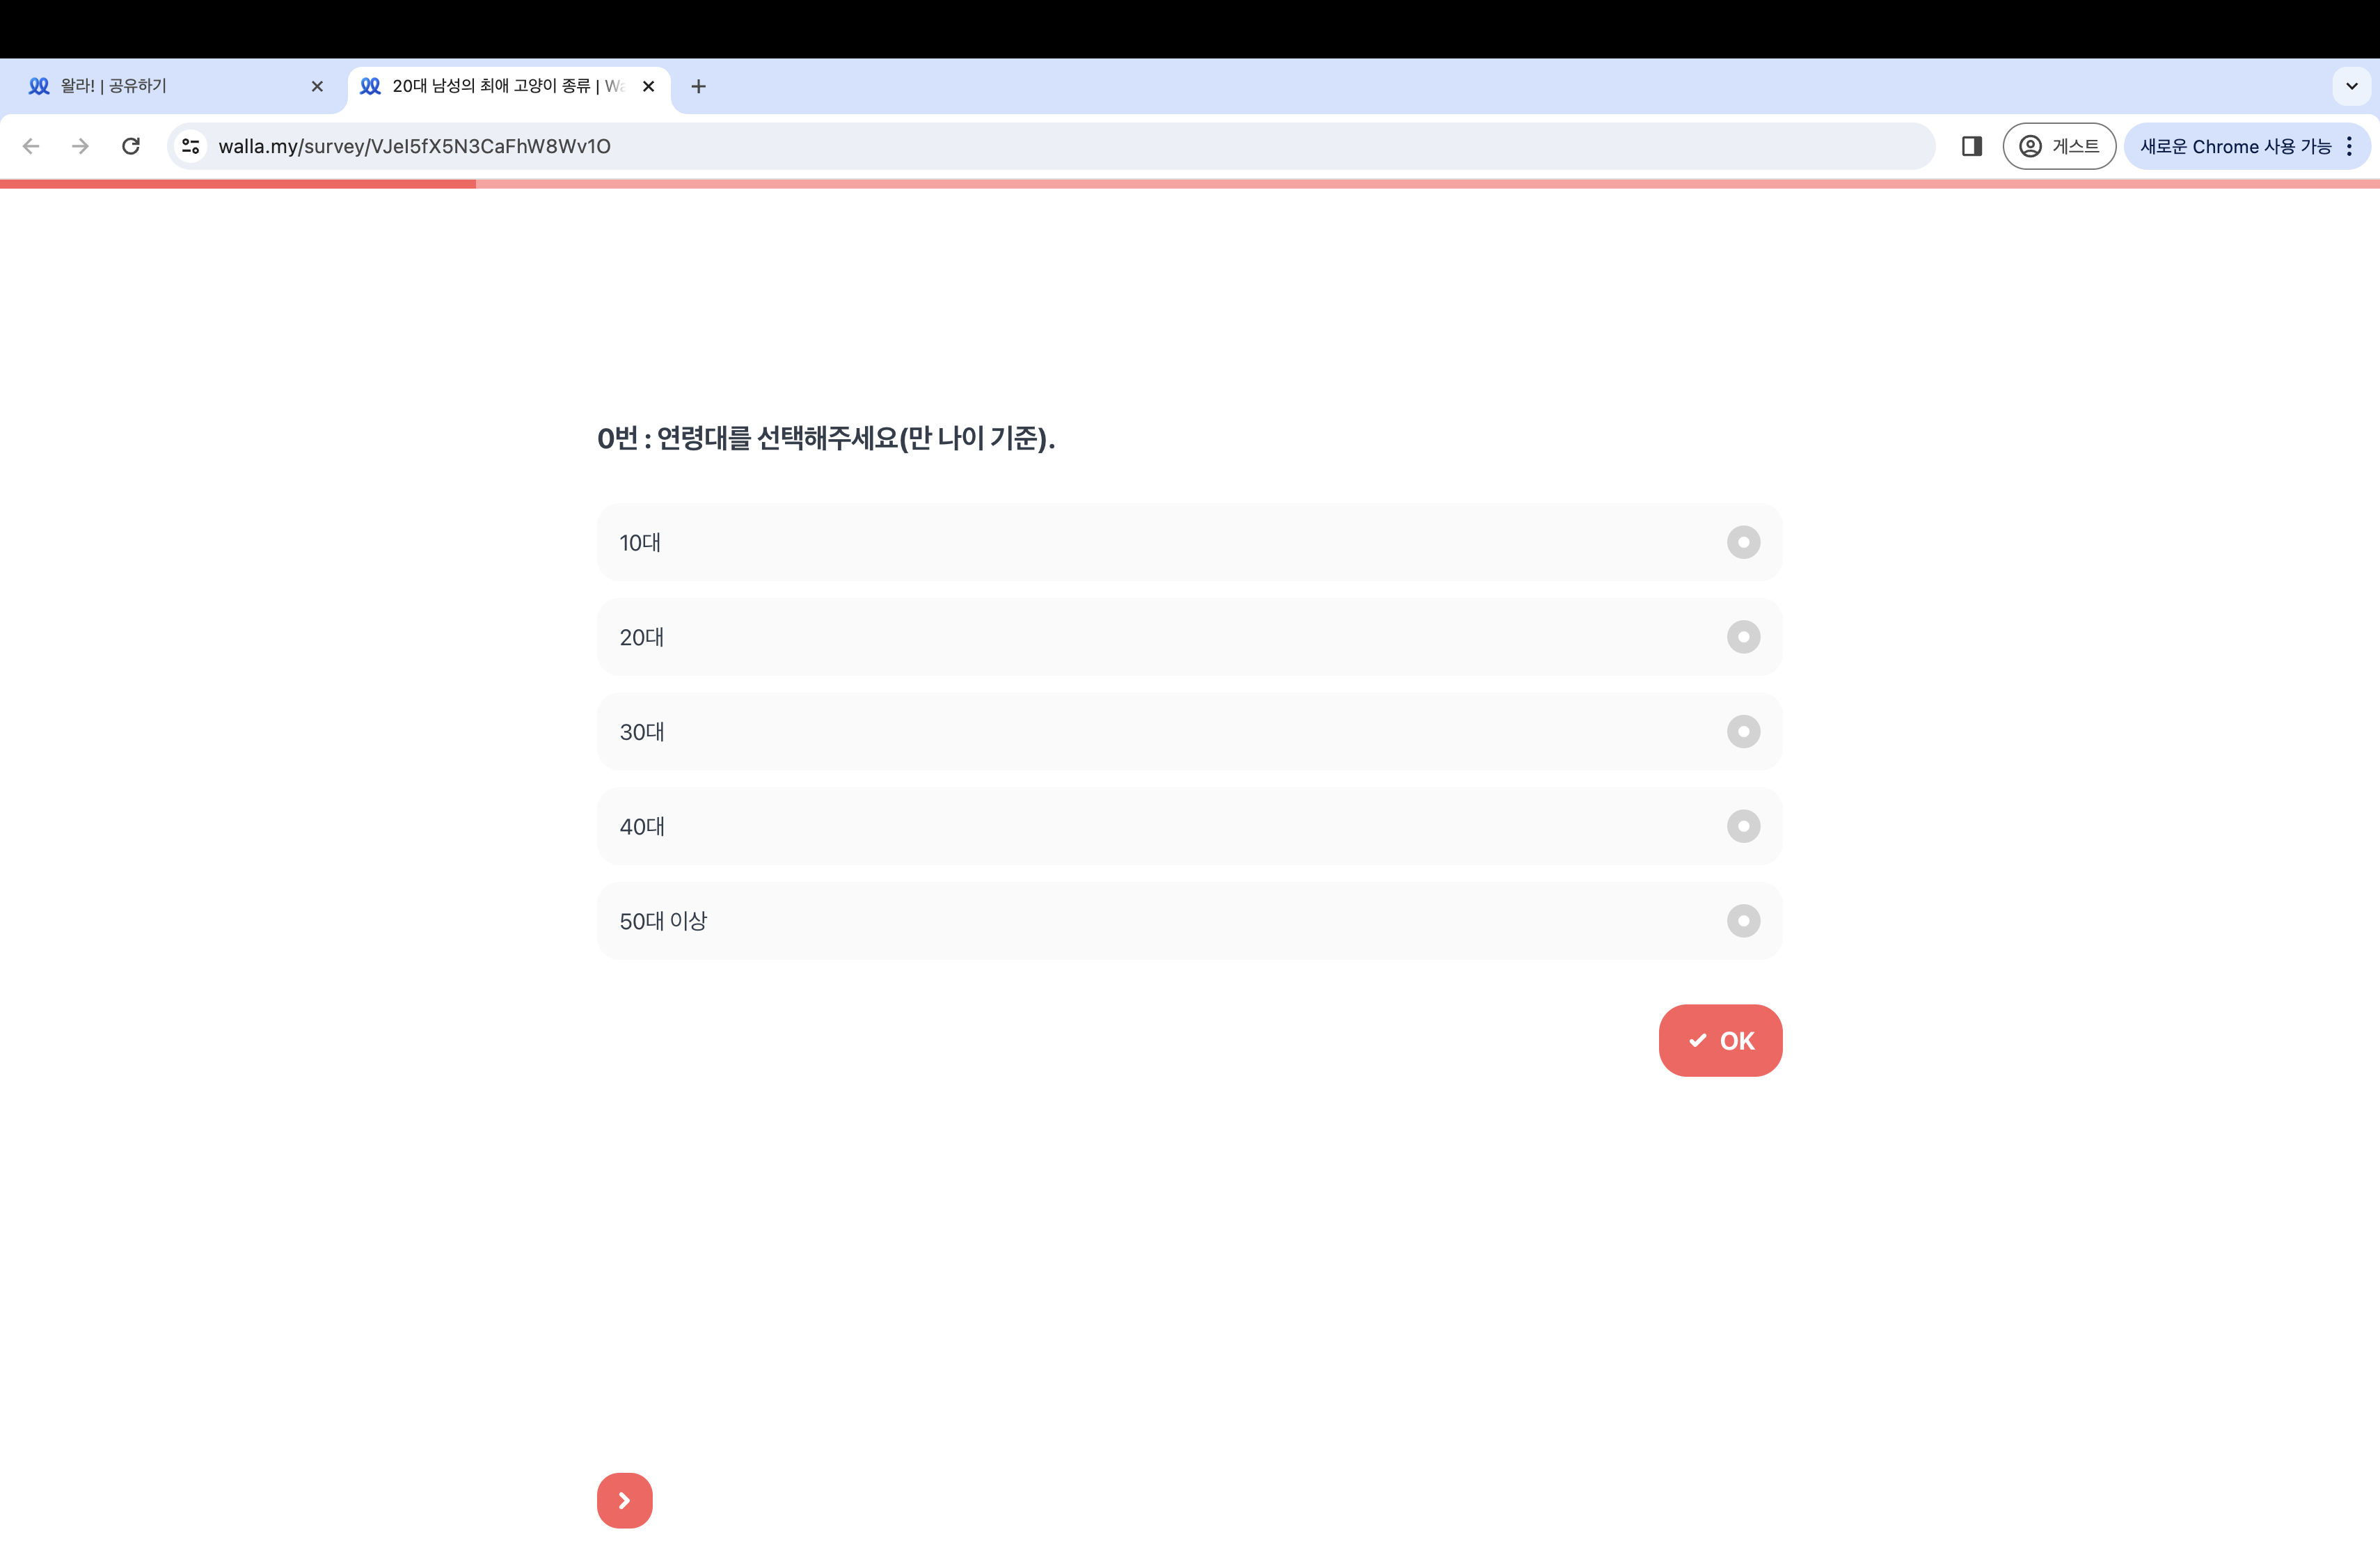 왈라! | 공유하기
20대 남성의 최애 고양이 종류 | Wa
walla.my/survey/VJeI5fX5N3CaFhW8Wv1O
게스트
새로운 Chrome 사용 가능
0번 : 연령대를 선택해주세요(만 나이 기준).
10대
20대
30대
40대
50대 이상
OK